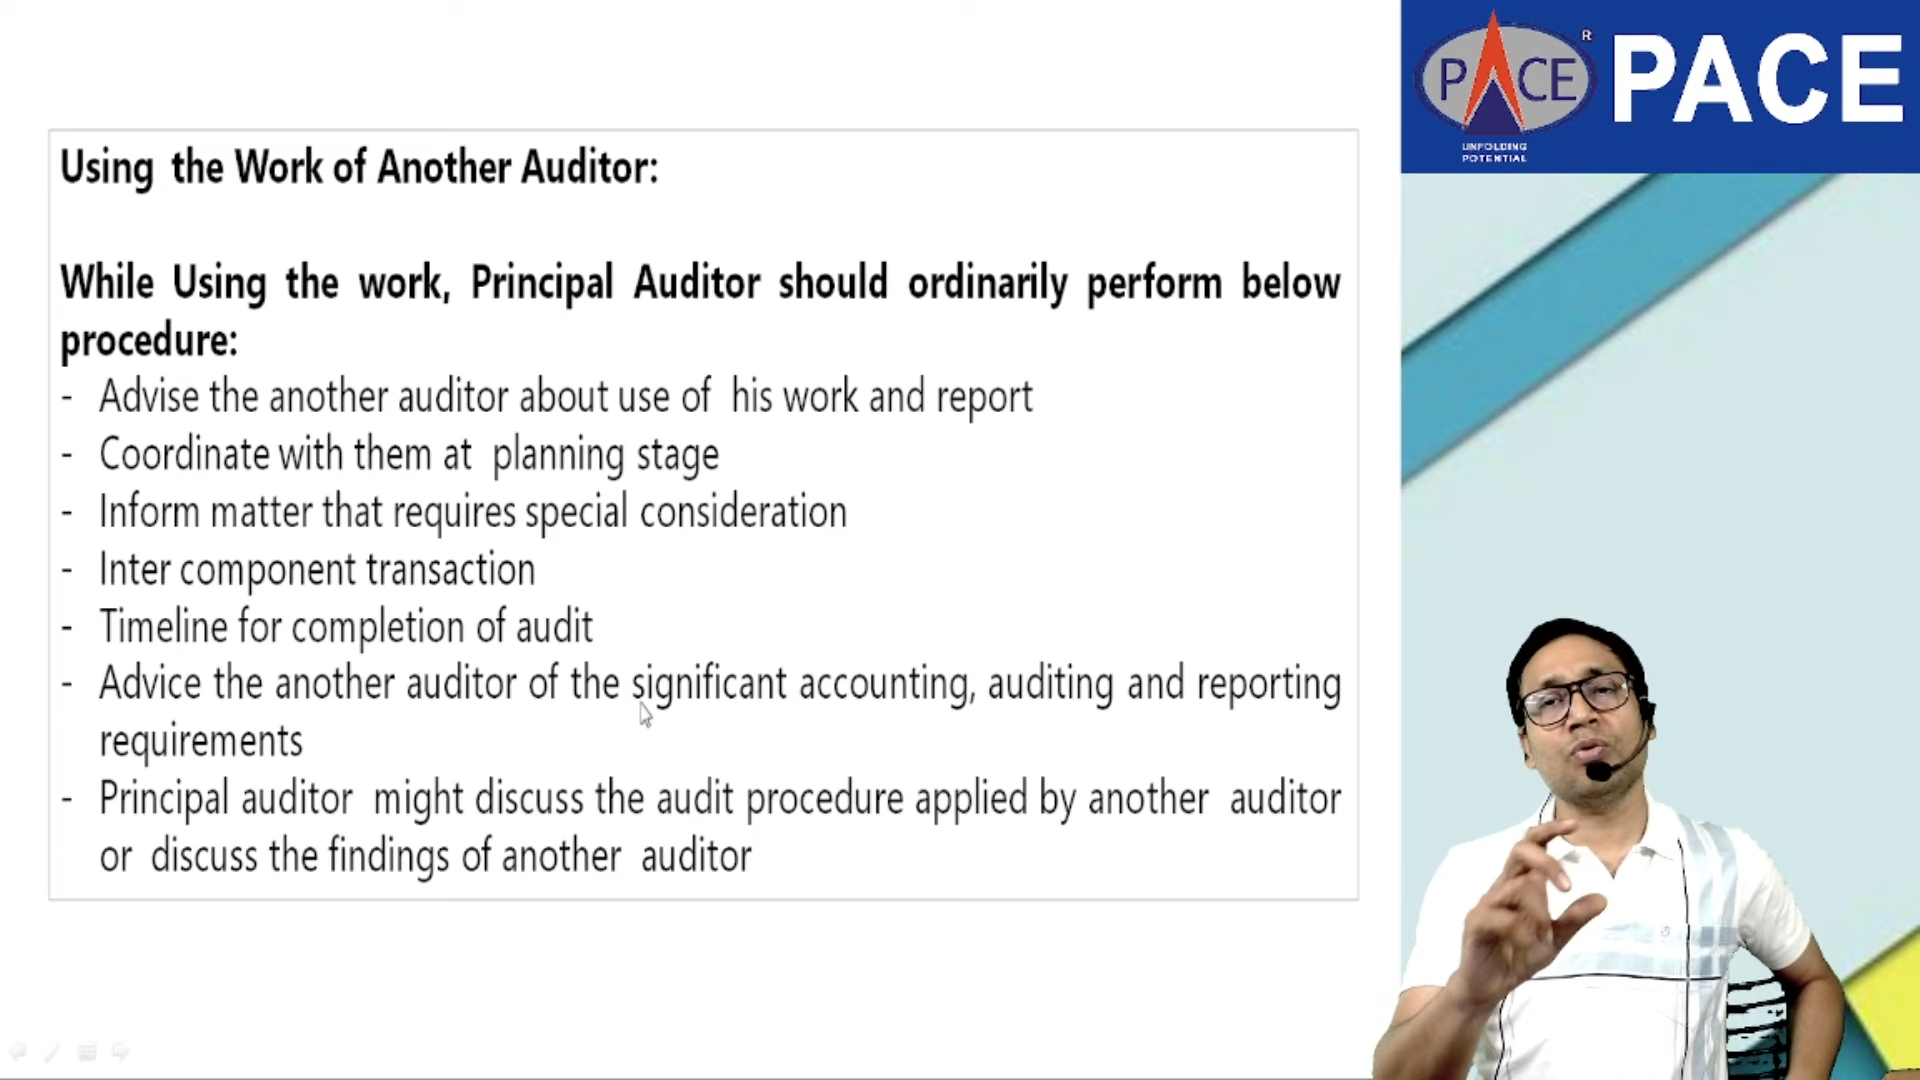 PACE
®
PACE
UNFOLDING
POTENTIAL
Using the Work of Another Auditor:
While Using the work, Principal Auditor should ordinarily perform below
procedure:
- Advise the another auditor about use of his work and report
- Coordinate with them at planning stage
- Inform matter that requires special consideration
- Inter component transaction
- Timeline for completion of audit
- Advice the another auditor of the significant accounting, auditing and reporting
requirements
- Principal auditor might discuss the audit procedure applied by another auditor
or discuss the findings of another auditor